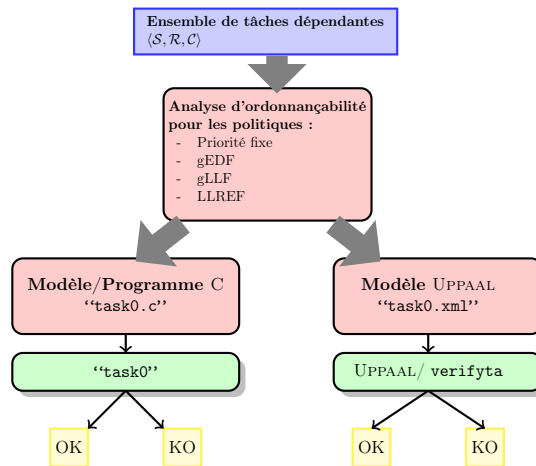 Ensemble de tâches dépendantes
⟨𝒮, ℛ, 𝒞⟩
Analyse d'ordonnançabilité
pour les politiques :
- Priorité fixe
- gEDF
- gLLF
- LLREF
Modèle/Programme C
“task0.c”
Modèle UPPAAL
“task0.xml”
“task0”
UPPAAL/ verifyta
OK
KO
OK
KO